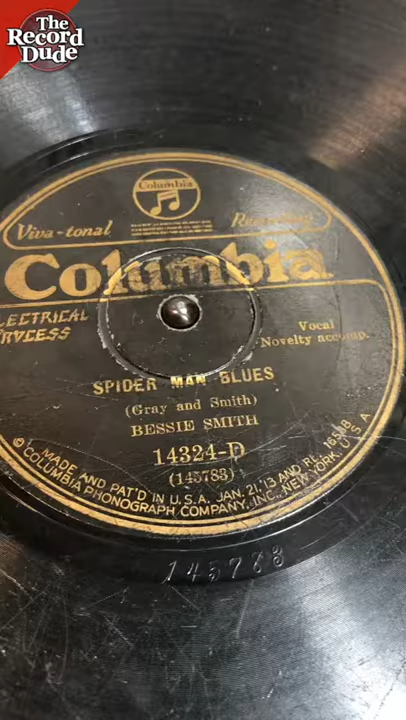 The
Record
Dude
Columbia
Viva-tonal Recording
Columbia
ELECTRICAL
PROCESS
Vocal
Novelty accomp.
SPIDER MAN BLUES
(Gray and Smith)
BESSIE SMITH
14324-D
(145783)
MADE AND PAT'D IN U.S.A. JAN. 21,'13 AND RE. 16588
© COLUMBIA PHONOGRAPH COMPANY, INC. NEW YORK, U.S.A.
145783